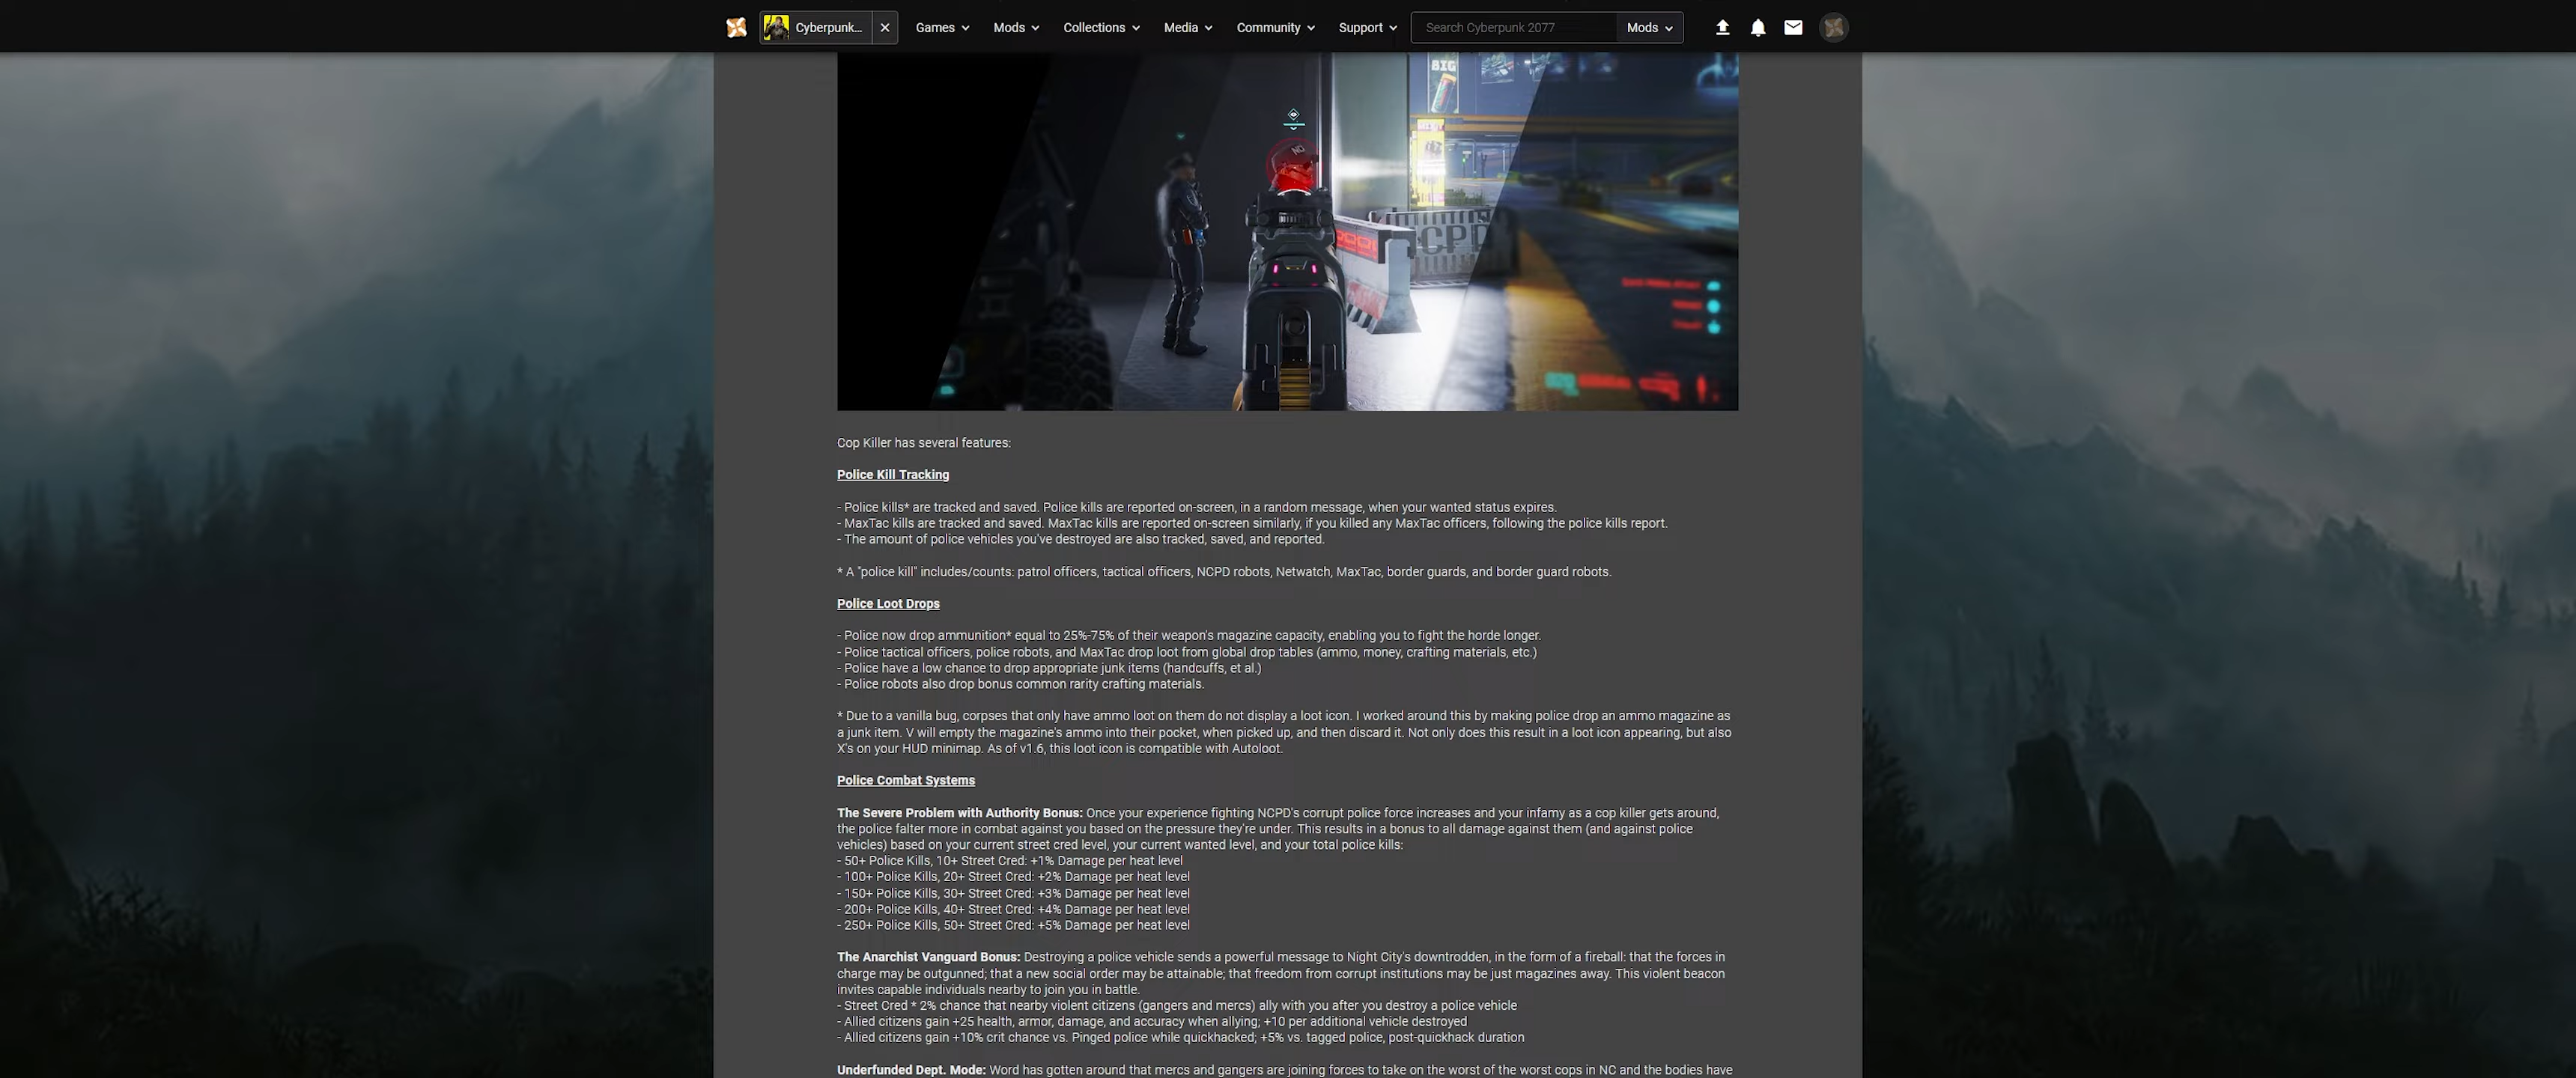 Cyberpunk...
Games
Mods
Collections
Media
Community
Support
Search Cyberpunk 2077
Mods
BIG
NC
NCPD
Cop Killer has several features:
Police Kill Tracking
- Police kills* are tracked and saved. Police kills are reported on-screen, in a random message, when your wanted status expires.
- MaxTac kills are tracked and saved. MaxTac kills are reported on-screen similarly, if you killed any MaxTac officers, following the police kills report.
- The amount of police vehicles you've destroyed are also tracked, saved, and reported.
* A "police kill" includes/counts: patrol officers, tactical officers, NCPD robots, Netwatch, MaxTac, border guards, and border guard robots.
Police Loot Drops
- Police now drop ammunition* equal to 25%-75% of their weapon's magazine capacity, enabling you to fight the horde longer.
- Police tactical officers, police robots, and MaxTac drop loot from global drop tables (ammo, money, crafting materials, etc.)
- Police have a low chance to drop appropriate junk items (handcuffs, et al.)
- Police robots also drop bonus common rarity crafting materials.
* Due to a vanilla bug, corpses that only have ammo loot on them do not display a loot icon. I worked around this by making police drop an ammo magazine as
a junk item. V will empty the magazine's ammo into their pocket, when picked up, and then discard it. Not only does this result in a loot icon appearing, but also
X's on your HUD minimap. As of v1.6, this loot icon is compatible with Autoloot.
Police Combat Systems
The Severe Problem with Authority Bonus: Once your experience fighting NCPD's corrupt police force increases and your infamy as a cop killer gets around,
the police falter more in combat against you based on the pressure they're under. This results in a bonus to all damage against them (and against police
vehicles) based on your current street cred level, your current wanted level, and your total police kills:
- 50+ Police Kills, 10+ Street Cred: +1% Damage per heat level
- 100+ Police Kills, 20+ Street Cred: +2% Damage per heat level
- 150+ Police Kills, 30+ Street Cred: +3% Damage per heat level
- 200+ Police Kills, 40+ Street Cred: +4% Damage per heat level
- 250+ Police Kills, 50+ Street Cred: +5% Damage per heat level
The Anarchist Vanguard Bonus: Destroying a police vehicle sends a powerful message to Night City's downtrodden, in the form of a fireball: that the forces in
charge may be outgunned; that a new social order may be attainable; that freedom from corrupt institutions may be just magazines away. This violent beacon
invites capable individuals nearby to join you in battle.
- Street Cred * 2% chance that nearby violent citizens (gangers and mercs) ally with you after you destroy a police vehicle
- Allied citizens gain +25 health, armor, damage, and accuracy when allying; +10 per additional vehicle destroyed
- Allied citizens gain +10% crit chance vs. Pinged police while quickhacked; +5% vs. tagged police, post-quickhack duration
Underfunded Dept. Mode: Word has gotten around that mercs and gangers are joining forces to take on the worst of the worst cops in NC and the bodies have